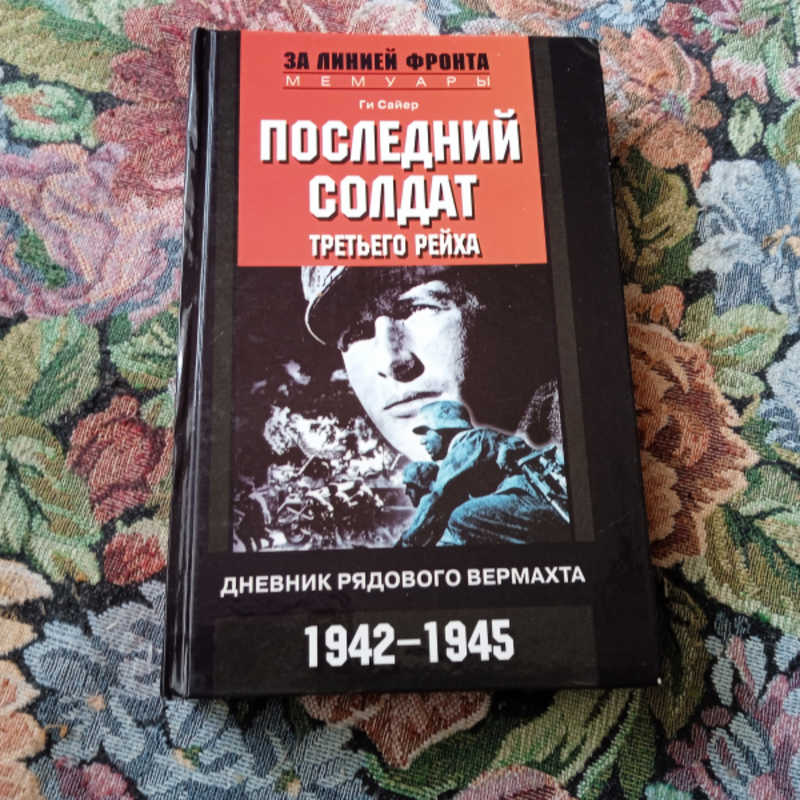 ЗА ЛИНИЕЙ ФРОНТА
МЕМУАРЫ
Ги Сайер
ПОСЛЕДНИЙ
СОЛДАТ
ТРЕТЬЕГО РЕЙХА
ДНЕВНИК РЯДОВОГО ВЕРМАХТА
1942–1945